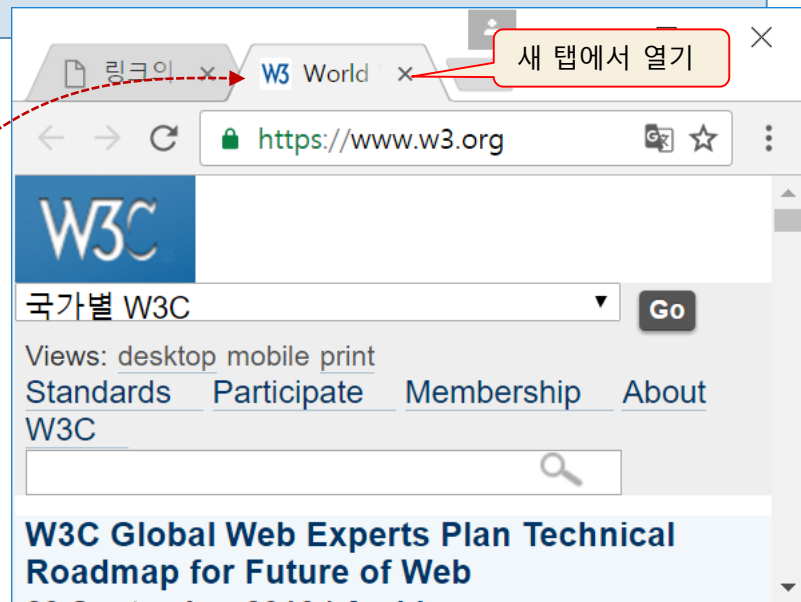 새 탭에서 열기
링크이
W3 World
https://www.w3.org
W3C
국가별 W3C
Go
Views: desktop mobile print
Standards Participate Membership About
W3C
W3C Global Web Experts Plan Technical
Roadmap for Future of Web